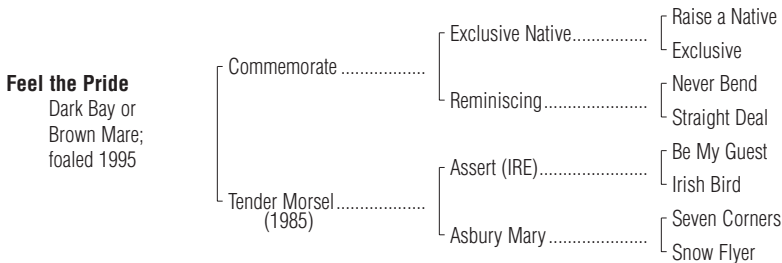 Feel the Pride
Dark Bay or
Brown Mare;
foaled 1995
Commemorate ..................
Tender Morsel ...................
(1985)
Exclusive Native................
Reminiscing......................
Assert (IRE)......................
Asbury Mary .....................
Raise a Native
Exclusive
Never Bend
Straight Deal
Be My Guest
Irish Bird
Seven Corners
Snow Flyer